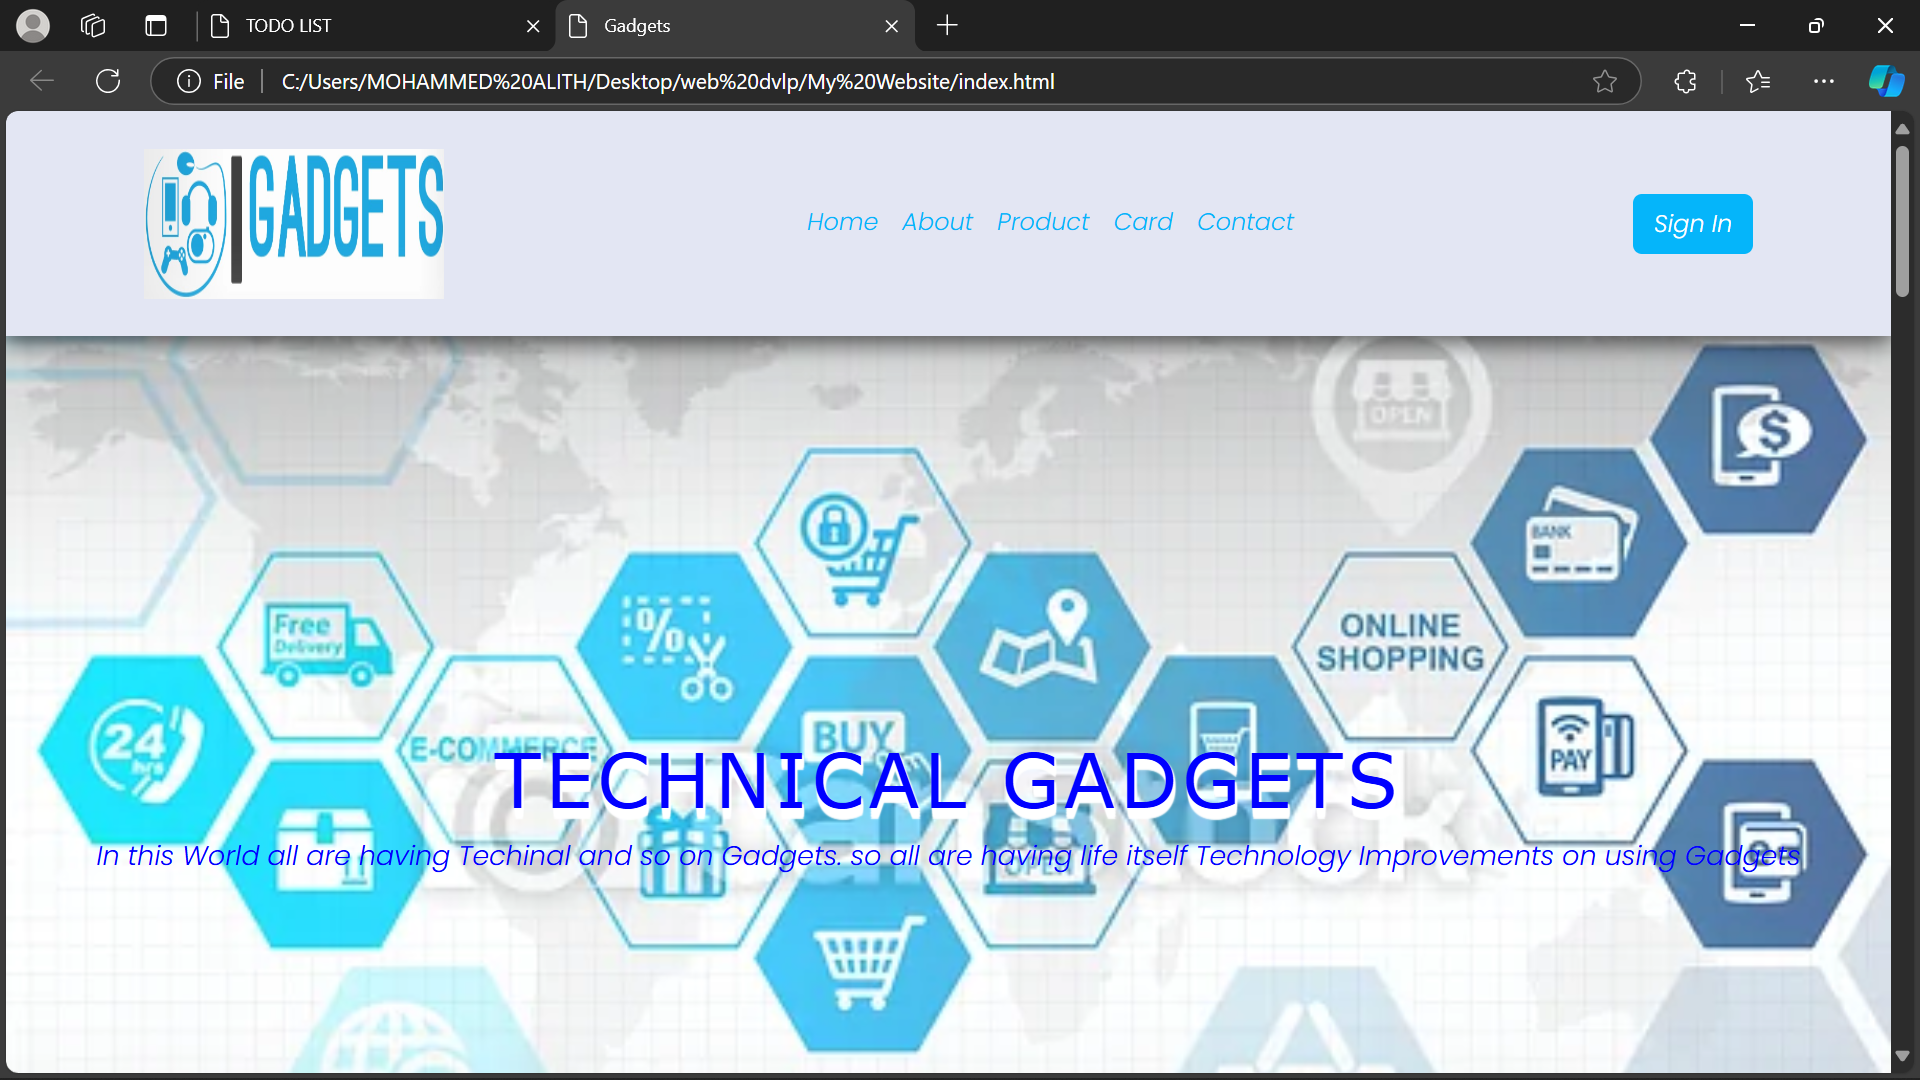 TODO LIST
Gadgets
File
C:/Users/MOHAMMED%20ALITH/Desktop/web%20dvlp/My%20Website/index.html
GADGETS
Home About Product Card Contact
Sign In
OPEN
BANK
Free
Delivery
ONLINE
SHOPPING
%
24
hrs
E-COMMERCE
BUY
PAY
TECHNICAL GADGETS
In this World all are having Techinal and so on Gadgets. so all are having life itself Technology Improvements on using Gadgets
OPEN